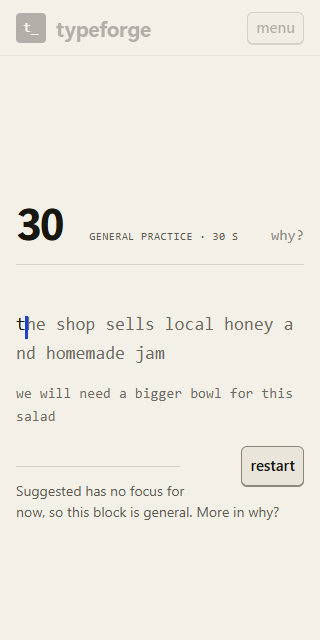 t_ typeforge menu
30 GENERAL PRACTICE · 30 S why?
the shop sells local honey a
nd homemade jam
we will need a bigger bowl for this
salad
restart
Suggested has no focus for
now, so this block is general. More in why?